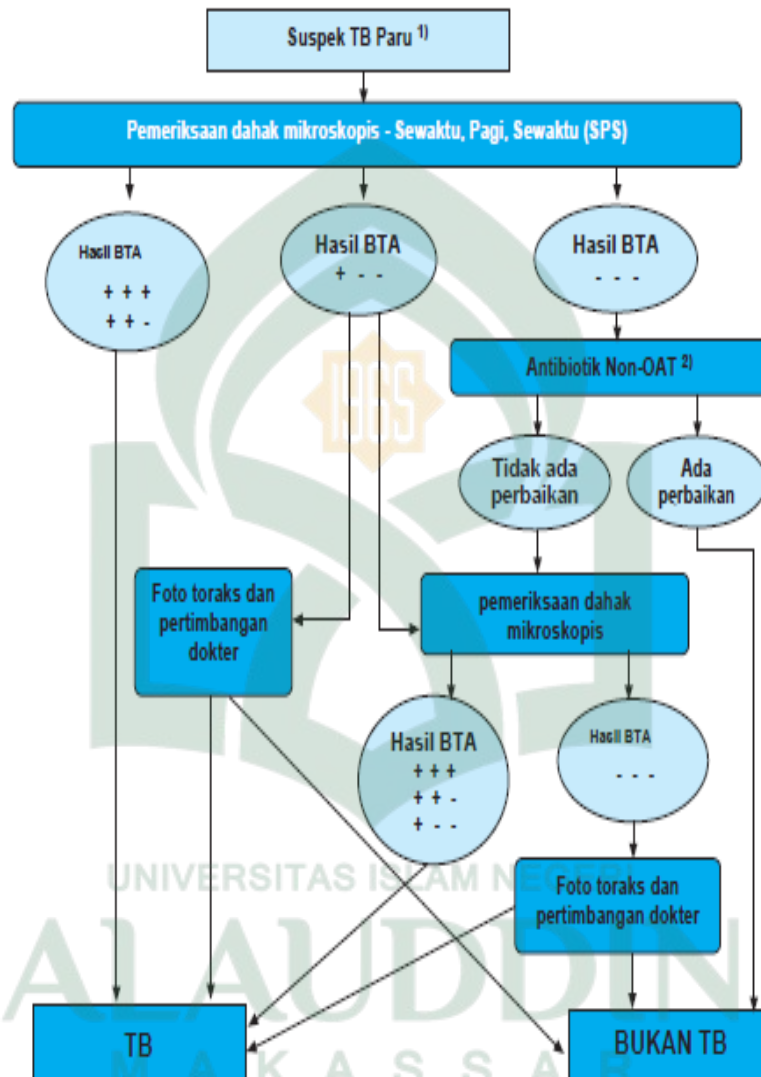 Suspek TB Paru 1)
Pemeriksaan dahak mikroskopis - Sewaktu, Pagi, Sewaktu (SPS)
Hasil BTA
+ + +
+ + -
Hasil BTA
+ - -
Hasil BTA
- - -
Antibiotik Non-OAT 2)
Tidak ada
perbaikan
Ada
perbaikan
Foto toraks dan
pertimbangan
dokter
pemeriksaan dahak
mikroskopis
Hasil BTA
+ + +
+ + -
+ - -
Hasil BTA
- - -
Foto toraks dan
pertimbangan dokter
TB
BUKAN TB
1965
UNIVERSITAS ISLAM NEGERI
ALAUDDIN
MAKASSAR